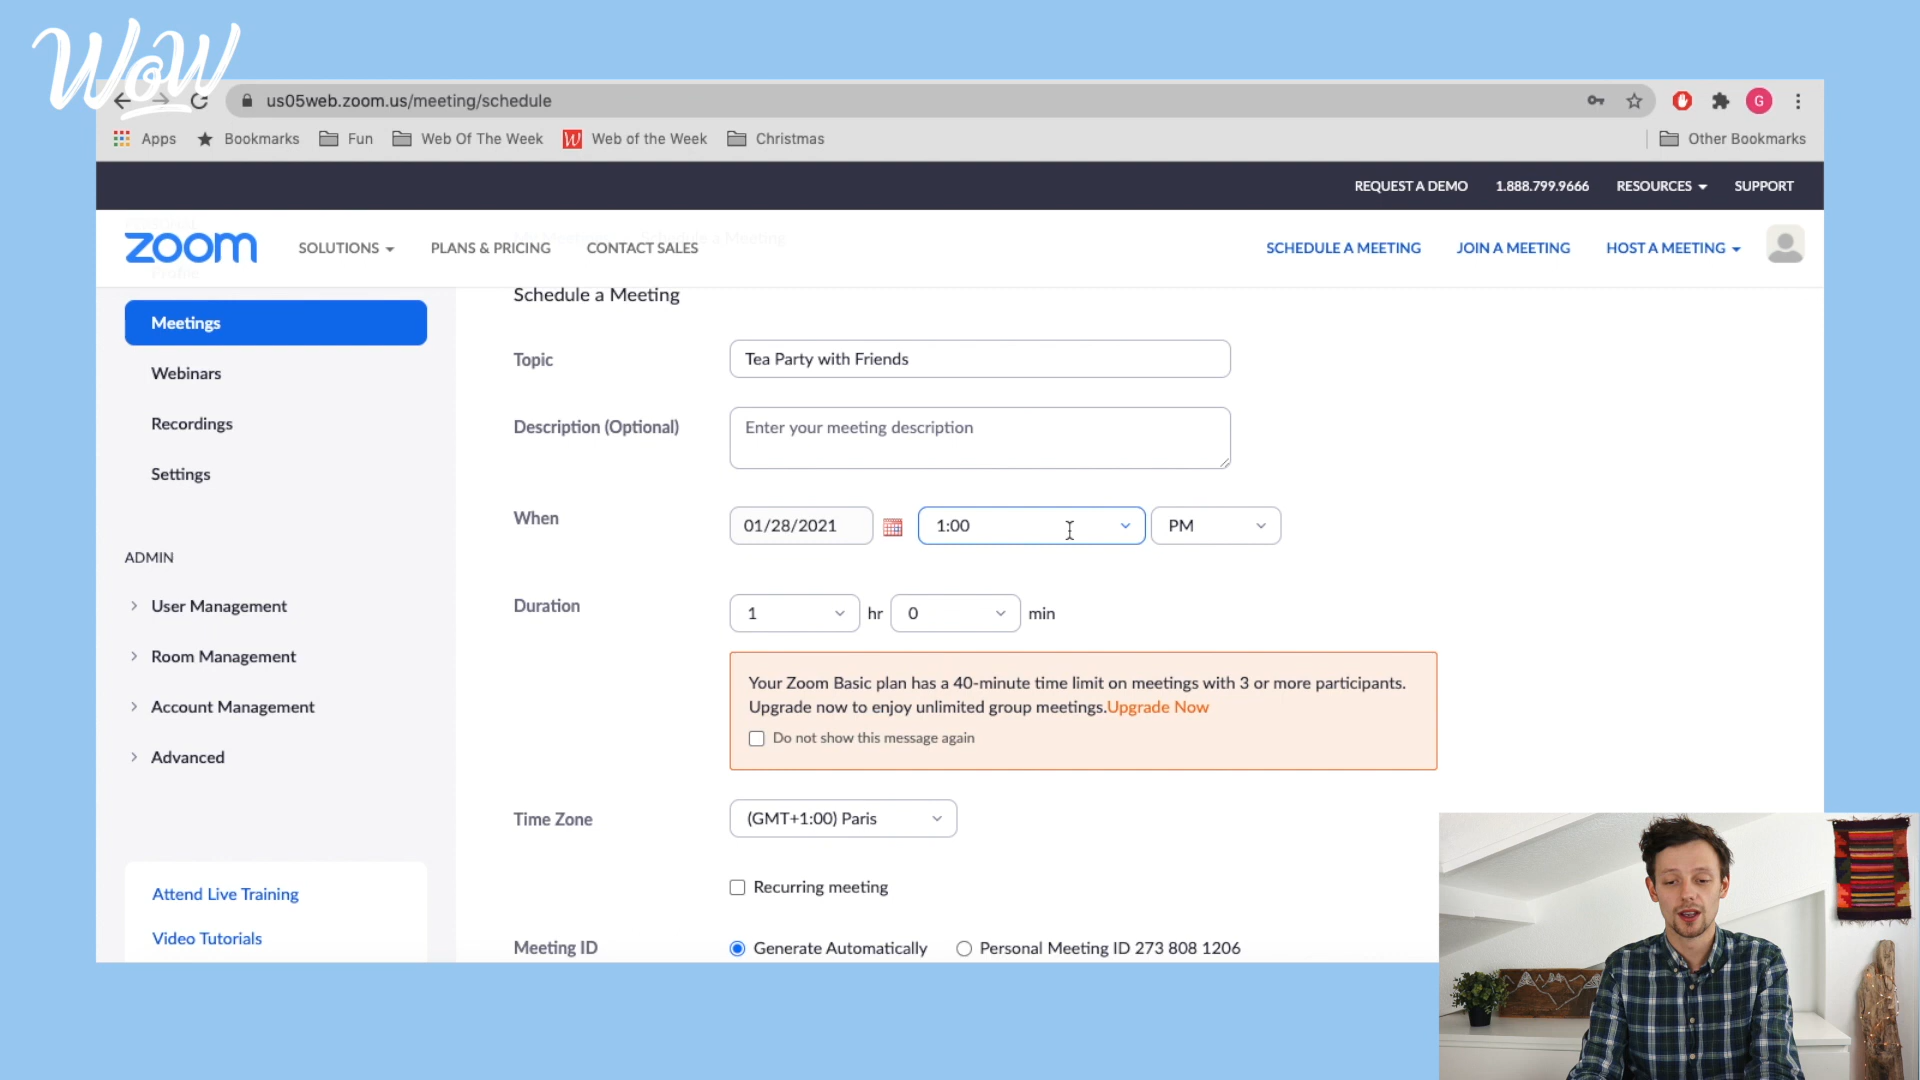 WoW
us05web.zoom.us/meeting/schedule
G
Apps Bookmarks Fun Web Of The Week W Web of the Week Christmas Other Bookmarks
REQUEST A DEMO 1.888.799.9666 RESOURCES SUPPORT
zoom SOLUTIONS PLANS & PRICING CONTACT SALES SCHEDULE A MEETING JOIN A MEETING HOST A MEETING
Profile
Schedule a Meeting
Meetings
Webinars
Recordings
Settings
ADMIN
User Management
Room Management
Account Management
Advanced
Attend Live Training
Video Tutorials
Schedule a Meeting
Topic Tea Party with Friends
Description (Optional) Enter your meeting description
When 01/28/2021 1:00 PM
Duration 1 hr 0 min
Your Zoom Basic plan has a 40-minute time limit on meetings with 3 or more participants.
Upgrade now to enjoy unlimited group meetings.Upgrade Now
Do not show this message again
Time Zone (GMT+1:00) Paris
Recurring meeting
Meeting ID Generate Automatically Personal Meeting ID 273 808 1206